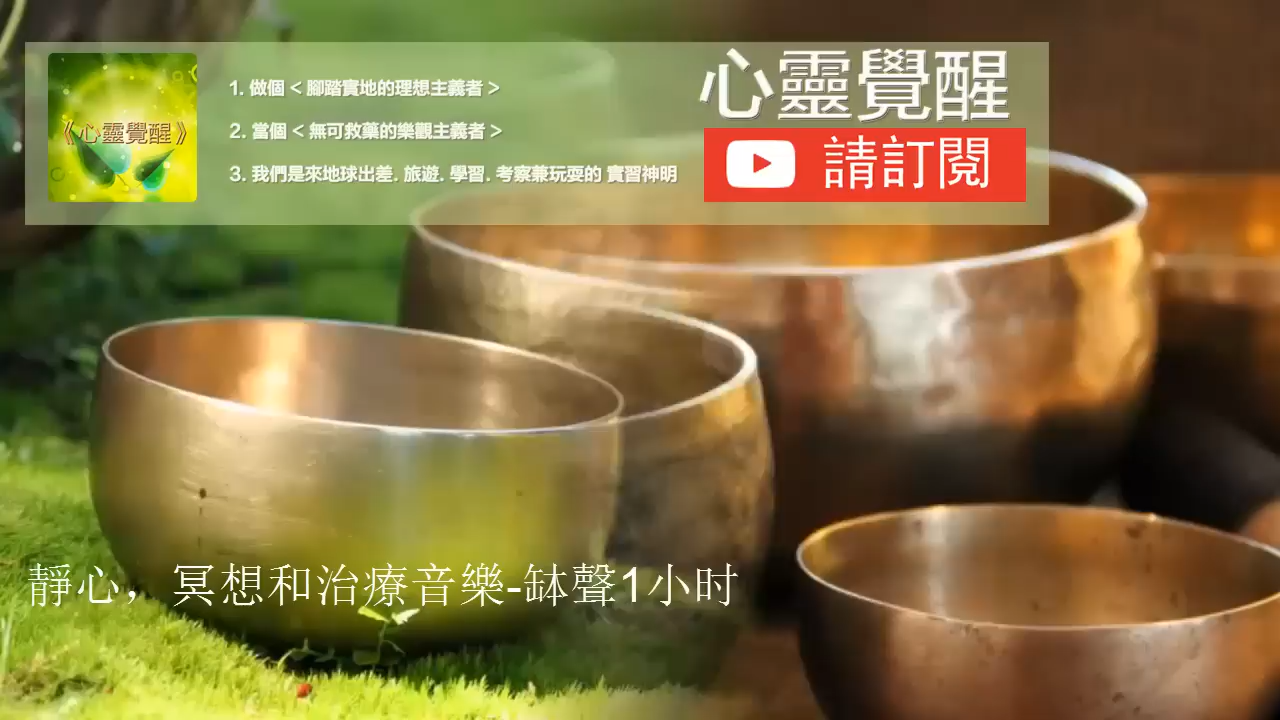 《心靈覺醒》
1. 做個 < 腳踏實地的理想主義者 >
2. 當個 < 無可救藥的樂觀主義者 >
3. 我們是來地球出差. 旅遊. 學習. 考察兼玩耍的 實習神明
心靈覺醒
請訂閱
靜心，冥想和治療音樂-缽聲1小时